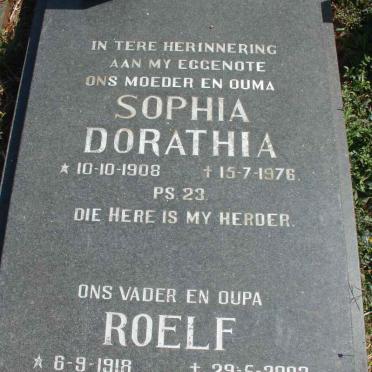 IN TERE HERINNERING
AAN MY EGGENOTE
ONS MOEDER EN OUMA
SOPHIA
DORATHIA
* 10-10-1908 † 15-7-1976.
PS. 23.
DIE HERE IS MY HERDER.
ONS VADER EN OUPA
ROELF
* 6-9-1918 †